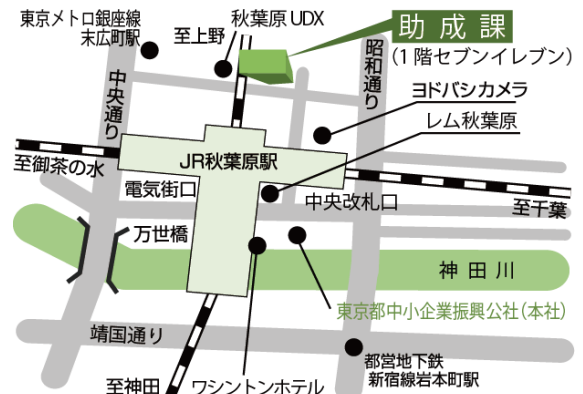 東京メトロ銀座線
末広町駅
至上野
秋葉原UDX
助成課
(1階セブンイレブン)
昭和通り
中央通り
ヨドバシカメラ
レム秋葉原
JR秋葉原駅
至御茶の水
電気街口
中央改札口
至千葉
万世橋
神田川
東京都中小企業振興公社(本社)
靖国通り
都営地下鉄
新宿線岩本町駅
至神田
ワシントンホテル